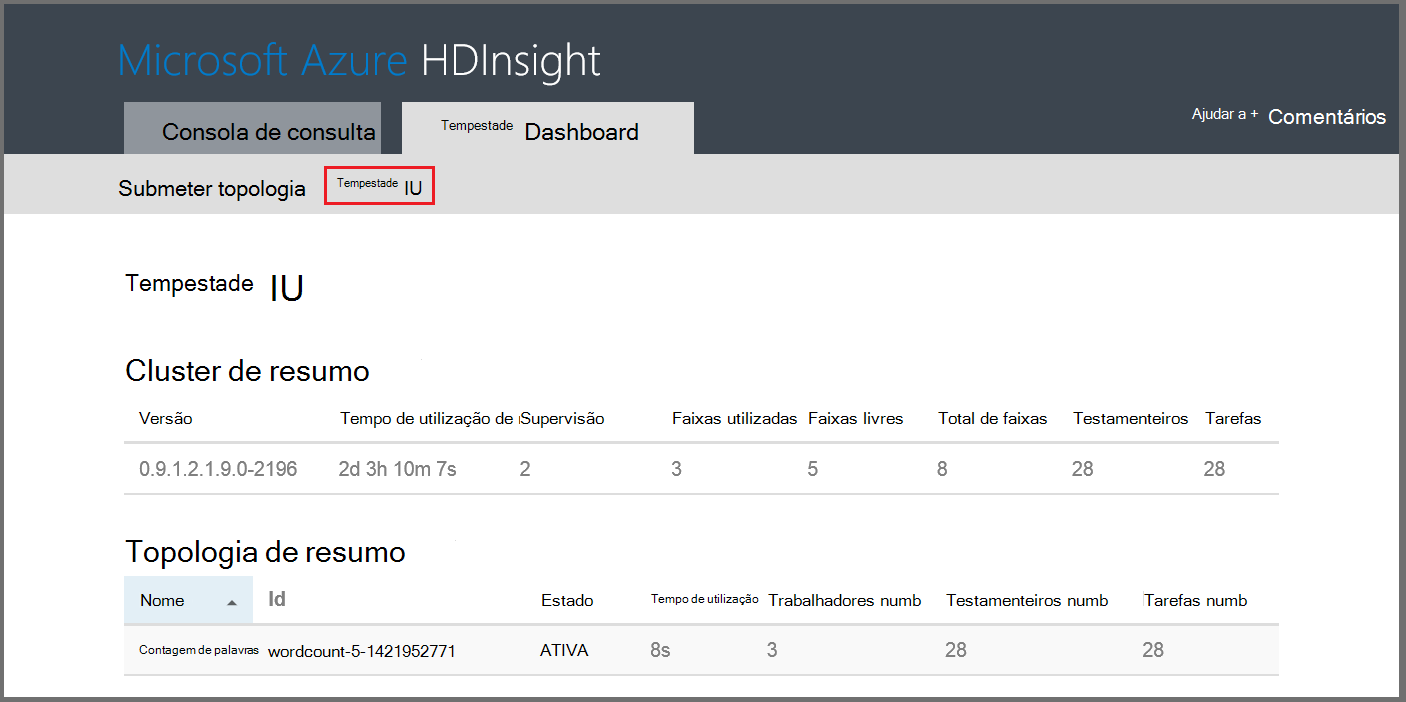 Microsoft Azure HDInsight
Consola de consulta Tempestade Dashboard Ajudar a + Comentários
Submeter topologia Tempestade IU
Tempestade IU
Cluster de resumo
Versão Tempo de utilização de Supervisão Faixas utilizadas Faixas livres Total de faixas Testamenteiros Tarefas
0.9.1.2.1.9.0-2196 2d 3h 10m 7s 2 3 5 8 28 28
Topologia de resumo
Nome Id Estado Tempo de utilização Trabalhadores numb Testamenteiros numb Tarefas numb
Contagem de palavras wordcount-5-1421952771 ATIVA 8s 3 28 28